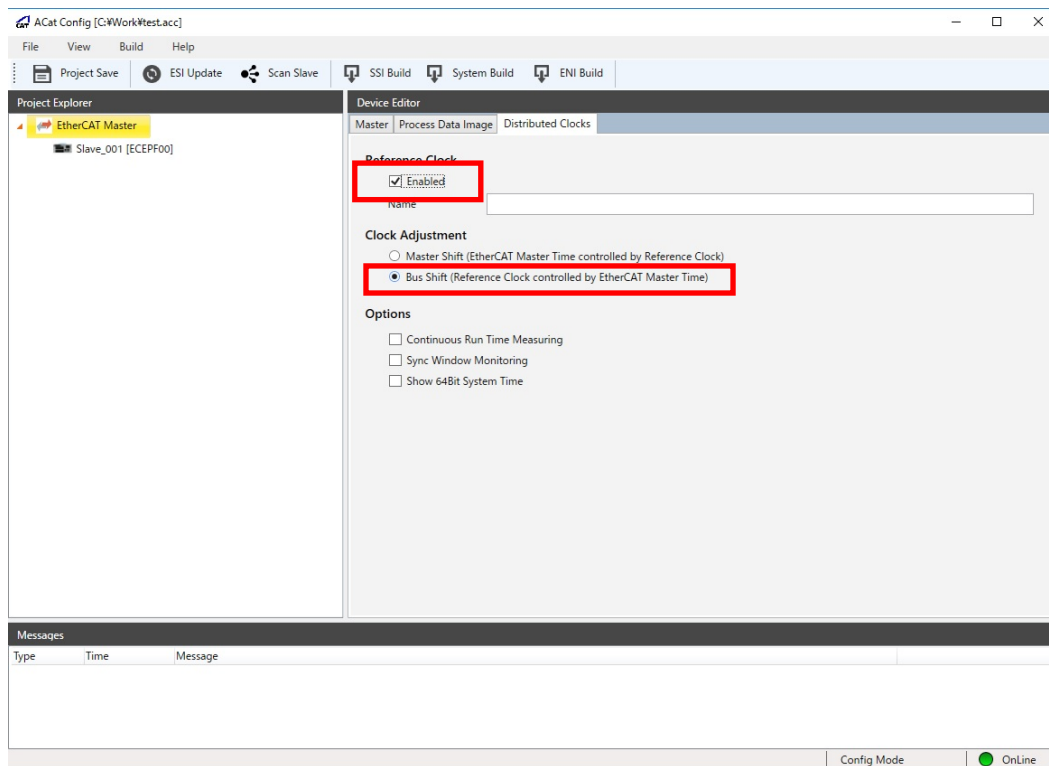 CAT ACat Config [C:¥Work¥test.acc]
File View Build Help
Project Save ESI Update Scan Slave SSI Build System Build ENI Build
Project Explorer
EtherCAT Master
Slave_001 [ECEPF00]
Device Editor
Master Process Data Image Distributed Clocks
Reference Clock
Enabled
Name
Clock Adjustment
Master Shift (EtherCAT Master Time controlled by Reference Clock)
Bus Shift (Reference Clock controlled by EtherCAT Master Time)
Options
Continuous Run Time Measuring
Sync Window Monitoring
Show 64Bit System Time
Messages
Type Time Message
Config Mode OnLine